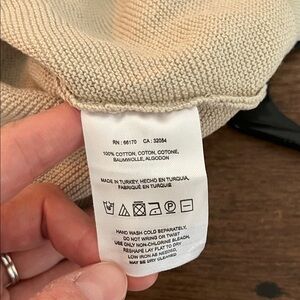 RN : 66170 CA : 32084
100% COTTON, COTON, COTONE,
BAUMWOLLE, ALGODON
MADE IN TURKEY, HECHO EN TURQUIA,
FABRIQUÉ EN TURQUIE
HAND WASH COLD SEPARATELY,
DO NOT WRING OR TWIST
USE ONLY NON-CHLORINE BLEACH,
RESHAPE LAY FLAT TO DRY
LOW IRON AS NEEDED,
MAY BE DRY CLEANED